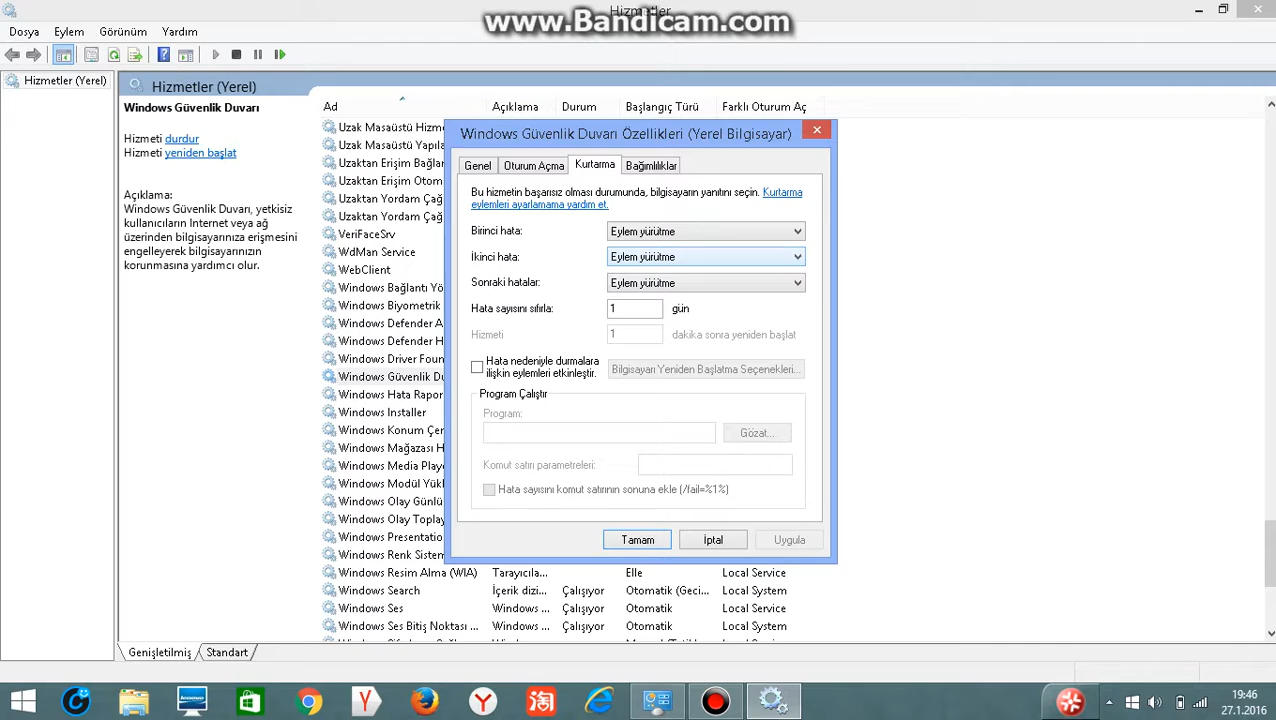 www.Bandicam.com
Hizmetler
Dosya Eylem Görünüm Yardım
Hizmetler (Yerel)
Hizmetler (Yerel)
Windows Güvenlik Duvarı
Hizmeti durdur
Hizmeti yeniden başlat
Açıklama:
Windows Güvenlik Duvarı, yetkisiz
kullanıcıların Internet veya ağ
üzerinden bilgisayarınıza erişmesini
engelleyerek bilgisayarınızın
korunmasına yardımcı olur.
Ad Açıklama Durum Başlangıç Türü Farklı Oturum Aç
Uzak Masaüstü Hizme
Uzak Masaüstü Yapıla
Uzaktan Erişim Bağlan
Uzaktan Erişim Otom
Uzaktan Yordam Çağ
Uzaktan Yordam Çağ
VeriFaceSrv
WdMan Service
WebClient
Windows Bağlantı Yö
Windows Biyometrik
Windows Defender A
Windows Defender H
Windows Driver Foun
Windows Güvenlik Du
Windows Hata Rapor
Windows Installer
Windows Konum Çer
Windows Mağazası H
Windows Media Playe
Windows Modül Yükl
Windows Olay Günlü
Windows Olay Toplay
Windows Presentatio
Windows Renk Sistem
Windows Resim Alma (WIA) Tarayıcıla... Elle Local Service
Windows Search İçerik dizi... Çalışıyor Otomatik (Geci... Local System
Windows Ses Windows ... Çalışıyor Otomatik Local Service
Windows Ses Bitiş Noktası ... Windows ... Çalışıyor Otomatik Local System
Windows Güvenlik Duvarı Özellikleri (Yerel Bilgisayar)
Genel Oturum Açma Kurtarma Bağımlılıklar
Bu hizmetin başarısız olması durumunda, bilgisayarın yanıtını seçin. Kurtarma
eylemleri ayarlamama yardım et.
Birinci hata: Eylem yürütme
İkinci hata: Eylem yürütme
Sonraki hatalar: Eylem yürütme
Hata sayısını sıfırla: 1 gün
Hizmeti 1 dakika sonra yeniden başlat
Hata nedeniyle durmalara
ilişkin eylemleri etkinleştir.
Bilgisayarı Yeniden Başlatma Seçenekleri...
Program Çalıştır
Program:
Gözat...
Komut satırı parametreleri:
Hata sayısını komut satırının sonuna ekle (/fail=%1%)
Tamam İptal Uygula
Genişletilmiş Standart
lenovo
淘
19:46
27.1.2016